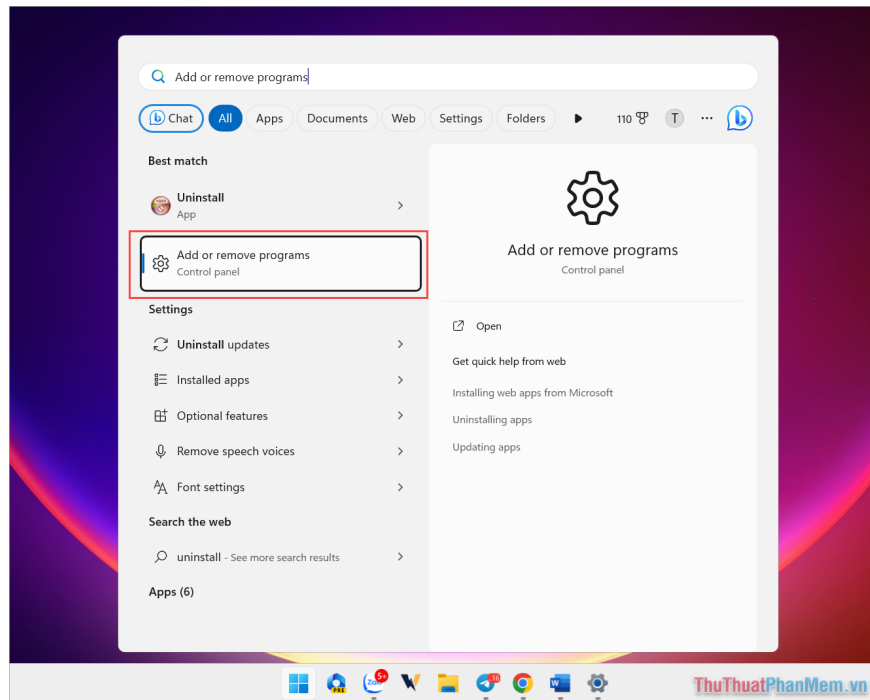 Add or remove programs
Chat All Apps Documents Web Settings Folders 110 T
Best match
Uninstall
App
Add or remove programs
Control panel
Settings
Uninstall updates
Installed apps
Optional features
Remove speech voices
Font settings
Search the web
uninstall - See more search results
Apps (6)
Add or remove programs
Control panel
Open
Get quick help from web
Installing web apps from Microsoft
Uninstalling apps
Updating apps
PRE Zalo 5+ 16 W
ThuThuatPhanMem.vn